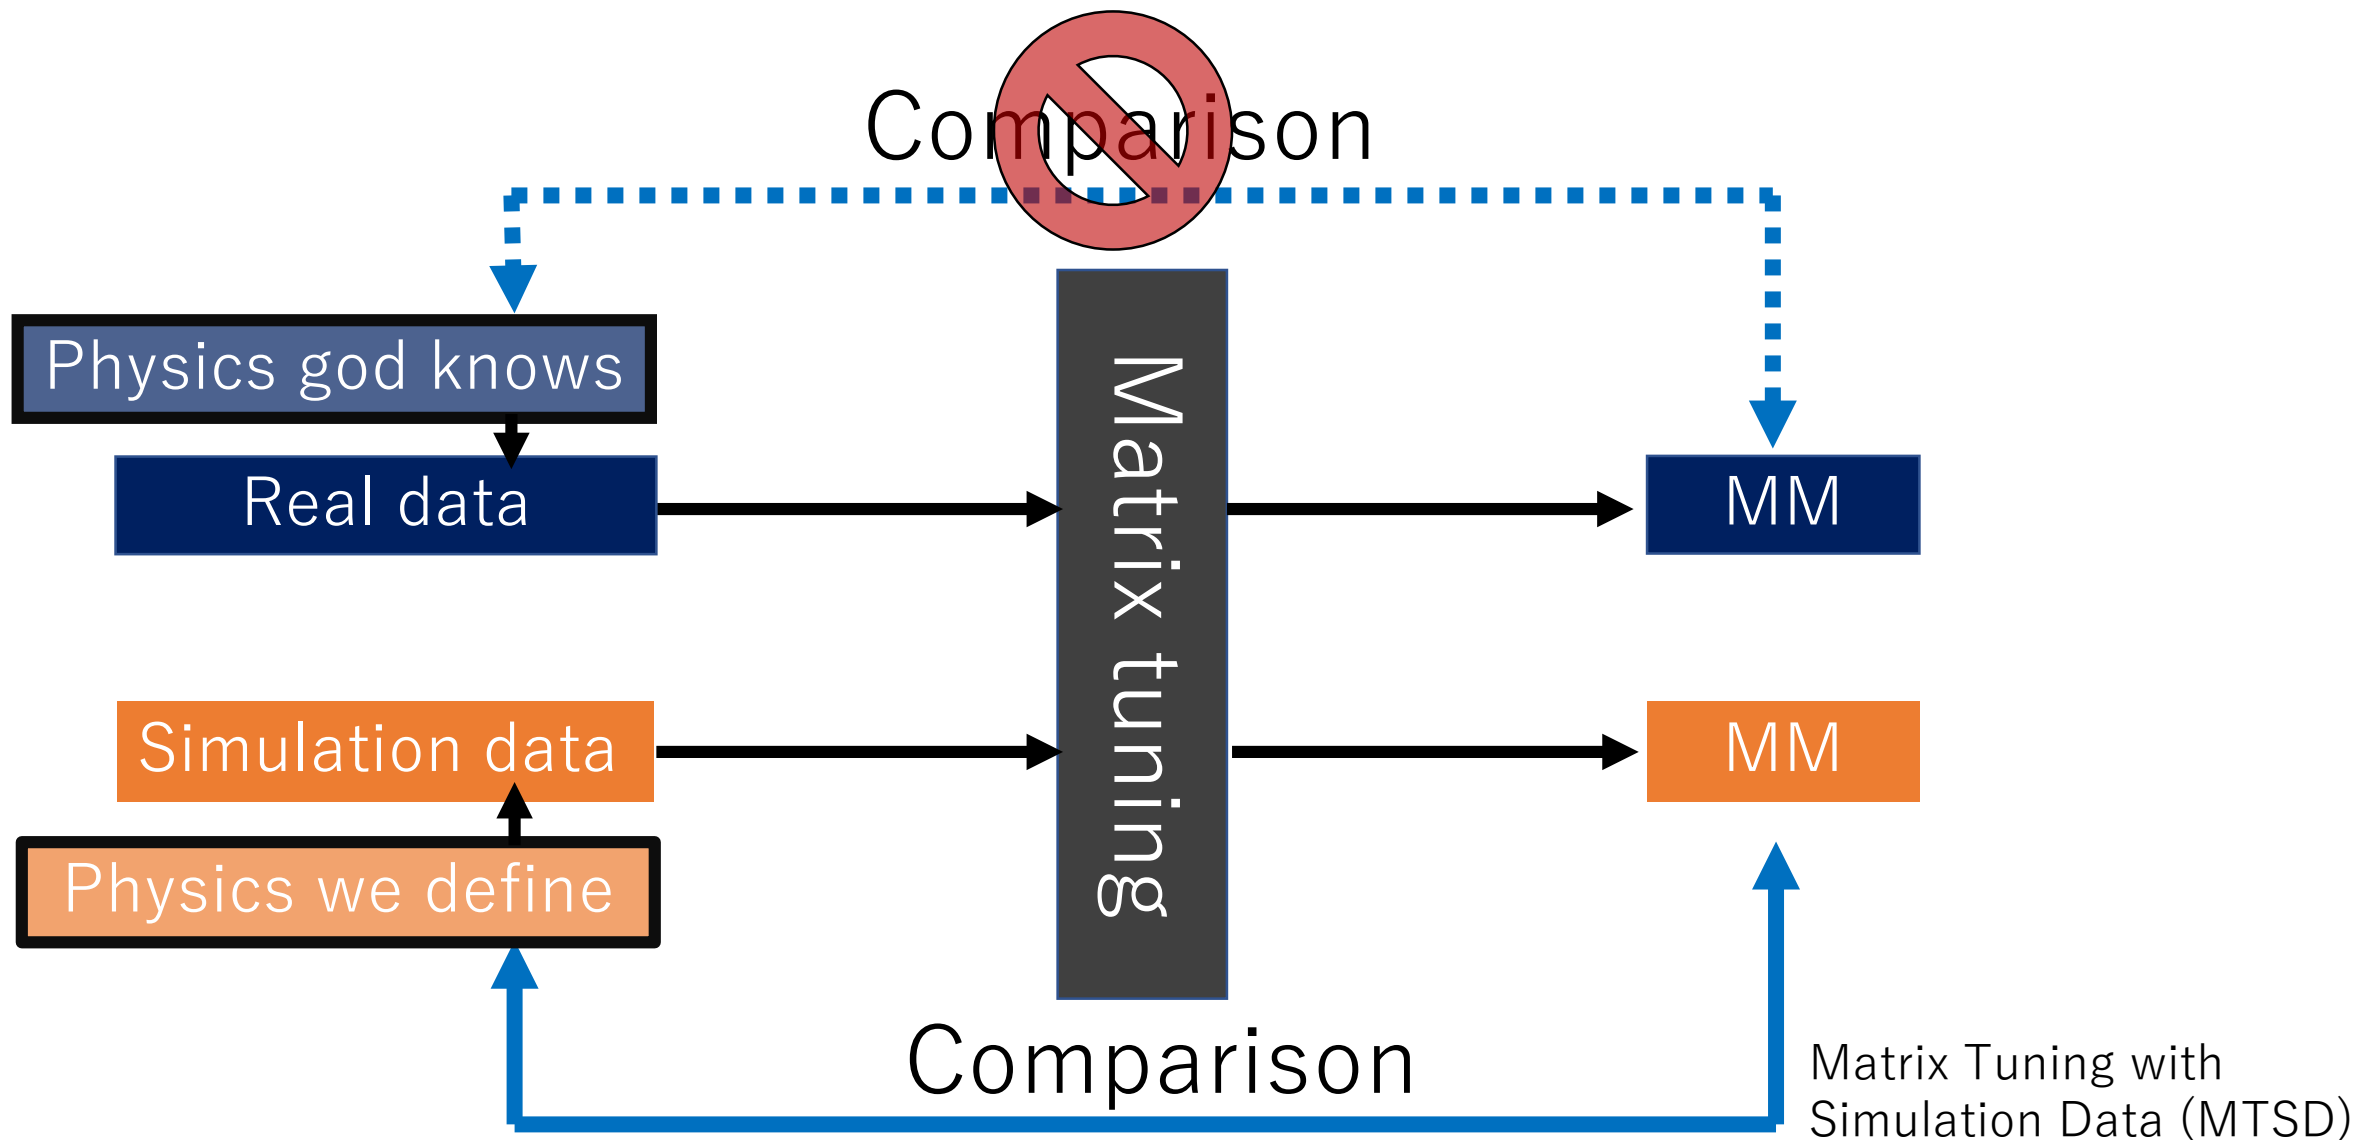 Comparison
Physics god knows
Real data
MM
Matrix tuning
Simulation data
MM
Physics we define
Comparison
Matrix Tuning with
Simulation Data (MTSD)